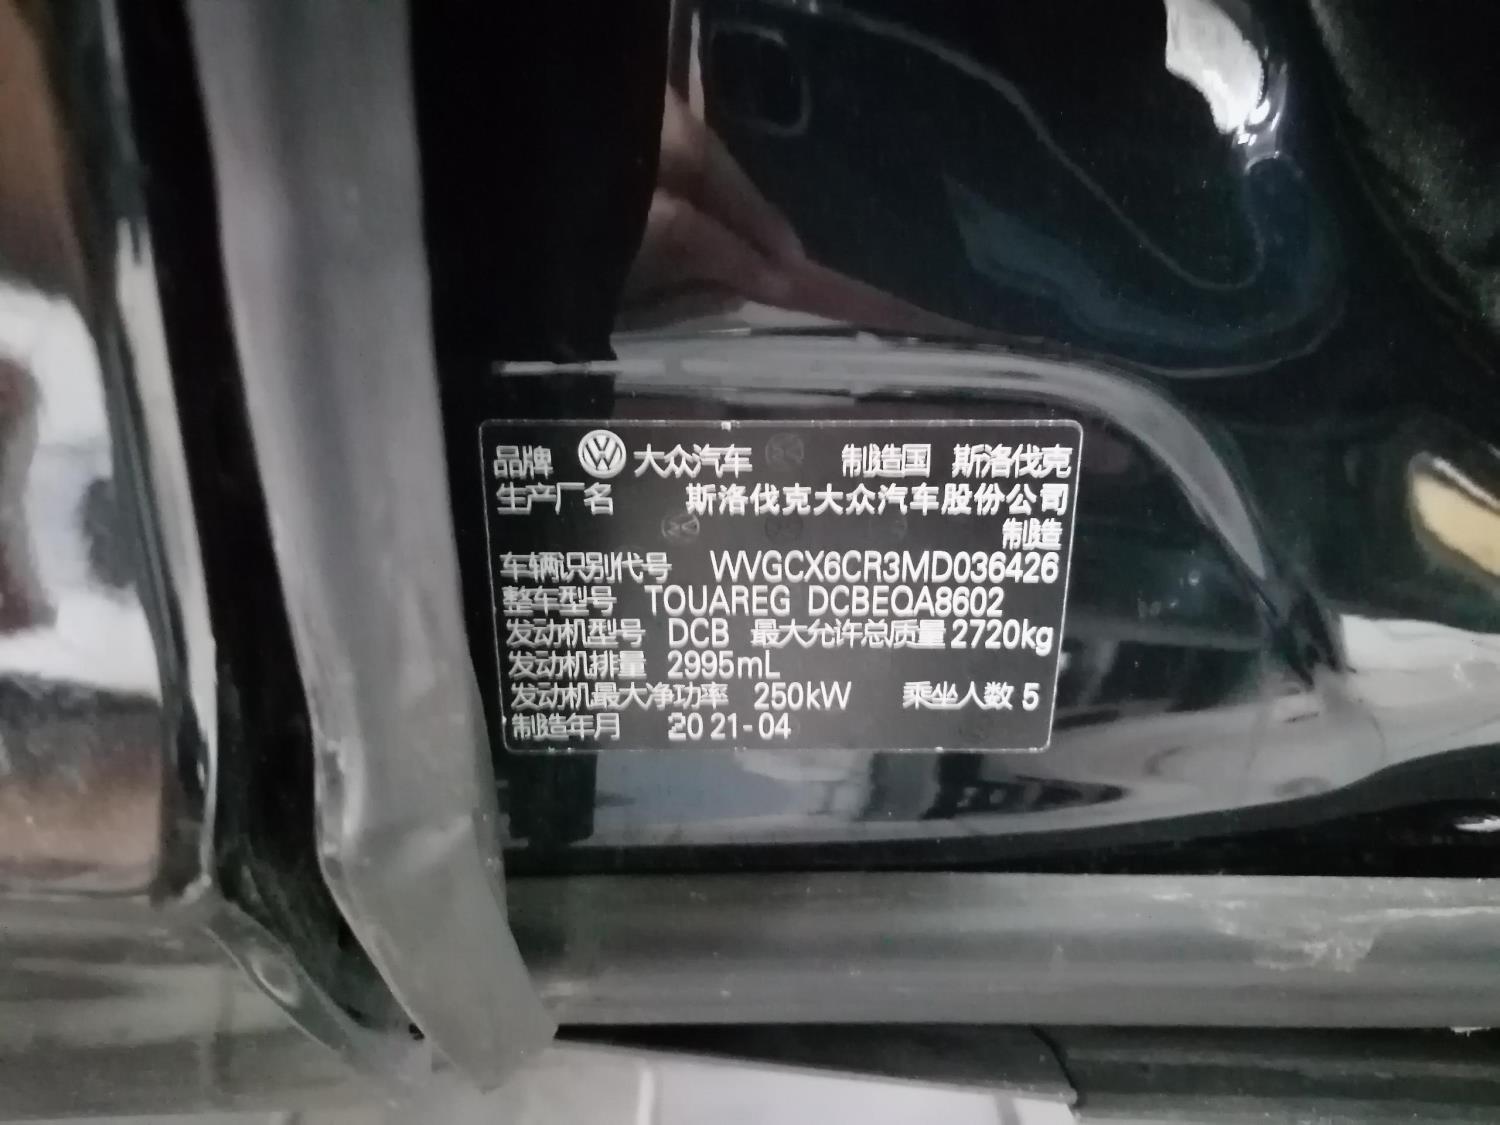 品牌 大众汽车 制造国 斯洛伐克
生产厂名 斯洛伐克大众汽车股份公司
制造
车辆识别代号 WVGCX6CR3MD036426
整车型号 TOUAREG DCBEQA8602
发动机型号 DCB 最大允许总质量 2720kg
发动机排量 2995mL
发动机最大净功率 250kW 乘坐人数 5
制造年月 2021-04